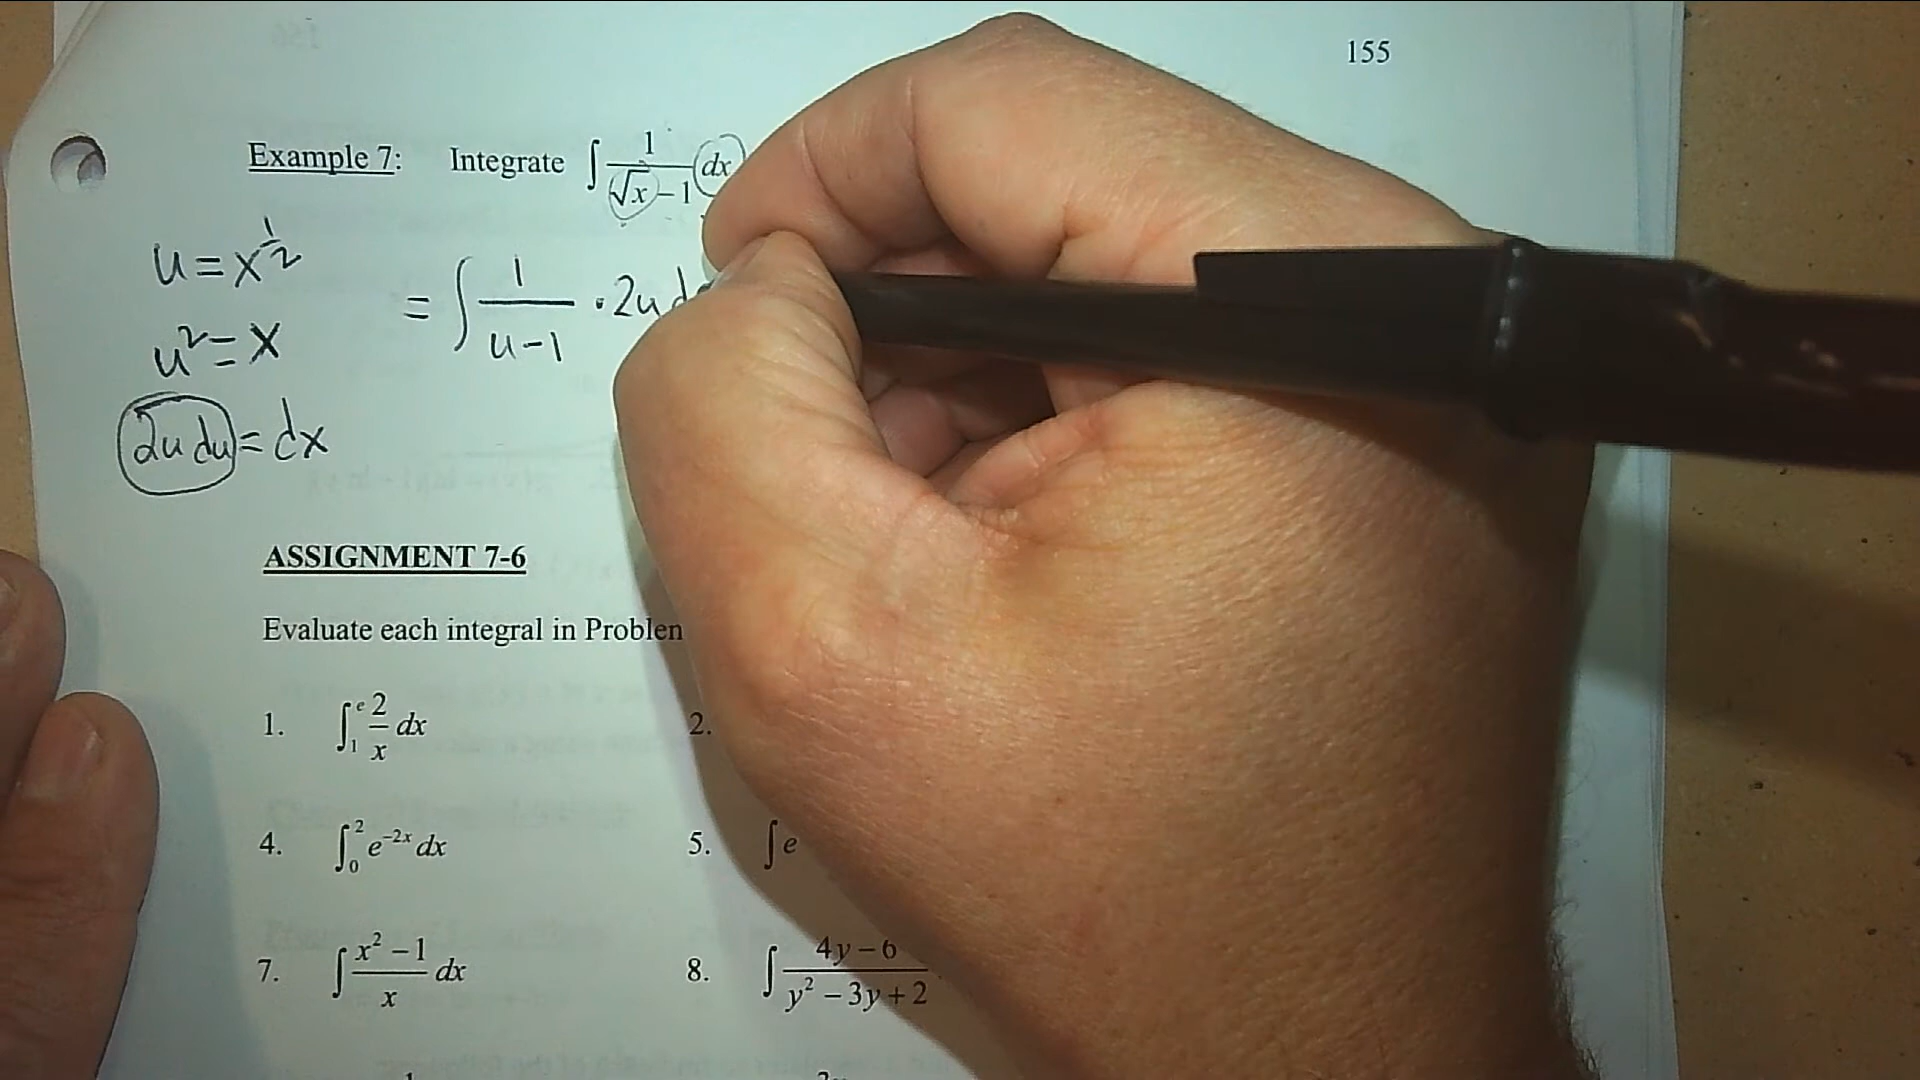 155
Example 7: Integrate ∫ 1/(√x − 1) dx
u = x^(1/2)
= ∫ 1/(u − 1) · 2u d
u² = x
2u du = dx
ASSIGNMENT 7-6
Evaluate each integral in
1. ∫₁ᵉ 2/x dx 2.
4. ∫₀² e^(−2x) dx 5. ∫ e
7. ∫ (x² − 1)/x dx 8. ∫ (4y − 6)/(y² − 3y + 2)